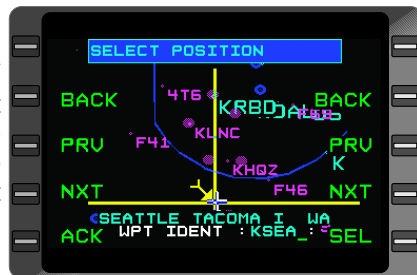 SELECT POSITION
4T6
BACK KRBD BACK
KLNC
PRV F41 PRV
KHQZ K
NXT F46 NXT
SEATTLE TACOMA I WA
WPT IDENT :KSEA_:
ACK SEL